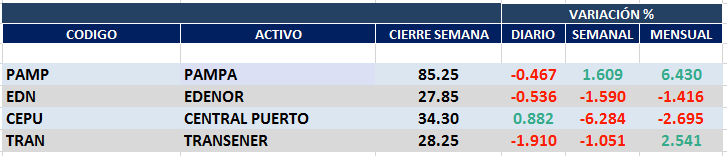 VARIACIÓN %
CODIGO ACTIVO CIERRE SEMANA DIARIO SEMANAL MENSUAL
PAMP PAMPA 85.25 -0.467 1.609 6.430
EDN EDENOR 27.85 -0.536 -1.590 -1.416
CEPU CENTRAL PUERTO 34.30 0.882 -6.284 -2.695
TRAN TRANSENER 28.25 -1.910 -1.051 2.541